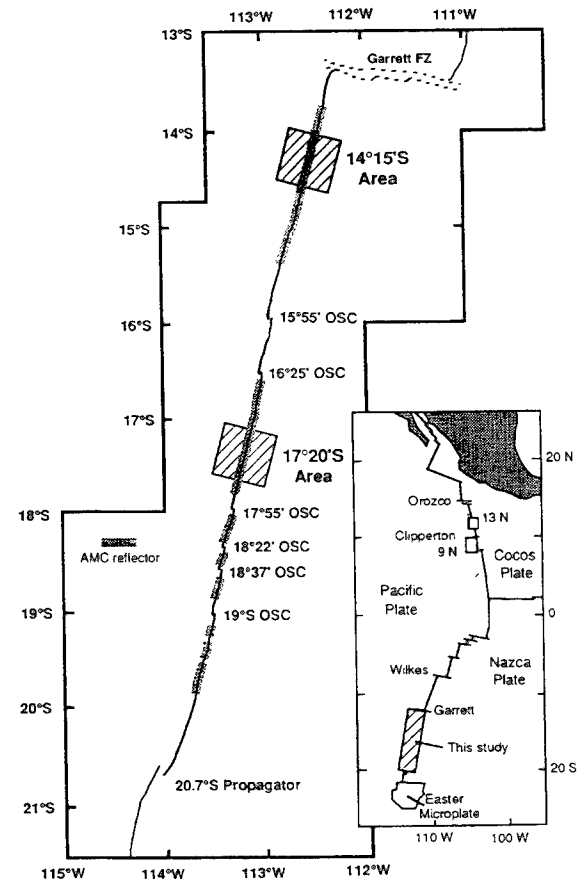 113°W
112°W
111°W
13°S
Garrett FZ
14°S
14°15'S
Area
15°S
15°55' OSC
16°S
16°25' OSC
17°S
17°20'S
Area
18°S
17°55' OSC
AMC reflector
18°22' OSC
18°37' OSC
19°S
19°S OSC
20°S
20.7°S Propagator
21°S
115°W
114°W
113°W
112°W
20 N
Orozco
13 N
Clipperton
9 N
Cocos
Plate
Pacific
Plate
0
Nazca
Plate
Wilkes
Garrett
This study
20 S
Easter
Microplate
110 °W
100 °W